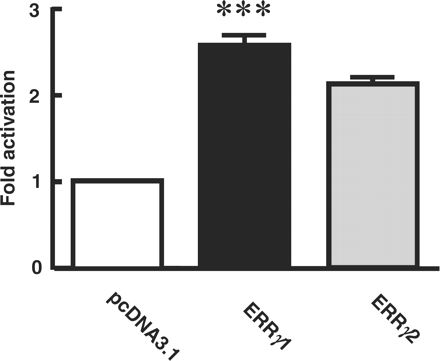 3
***
2
1
0
Fold activation
pcDNA3.1
ERRγ1
ERRγ2